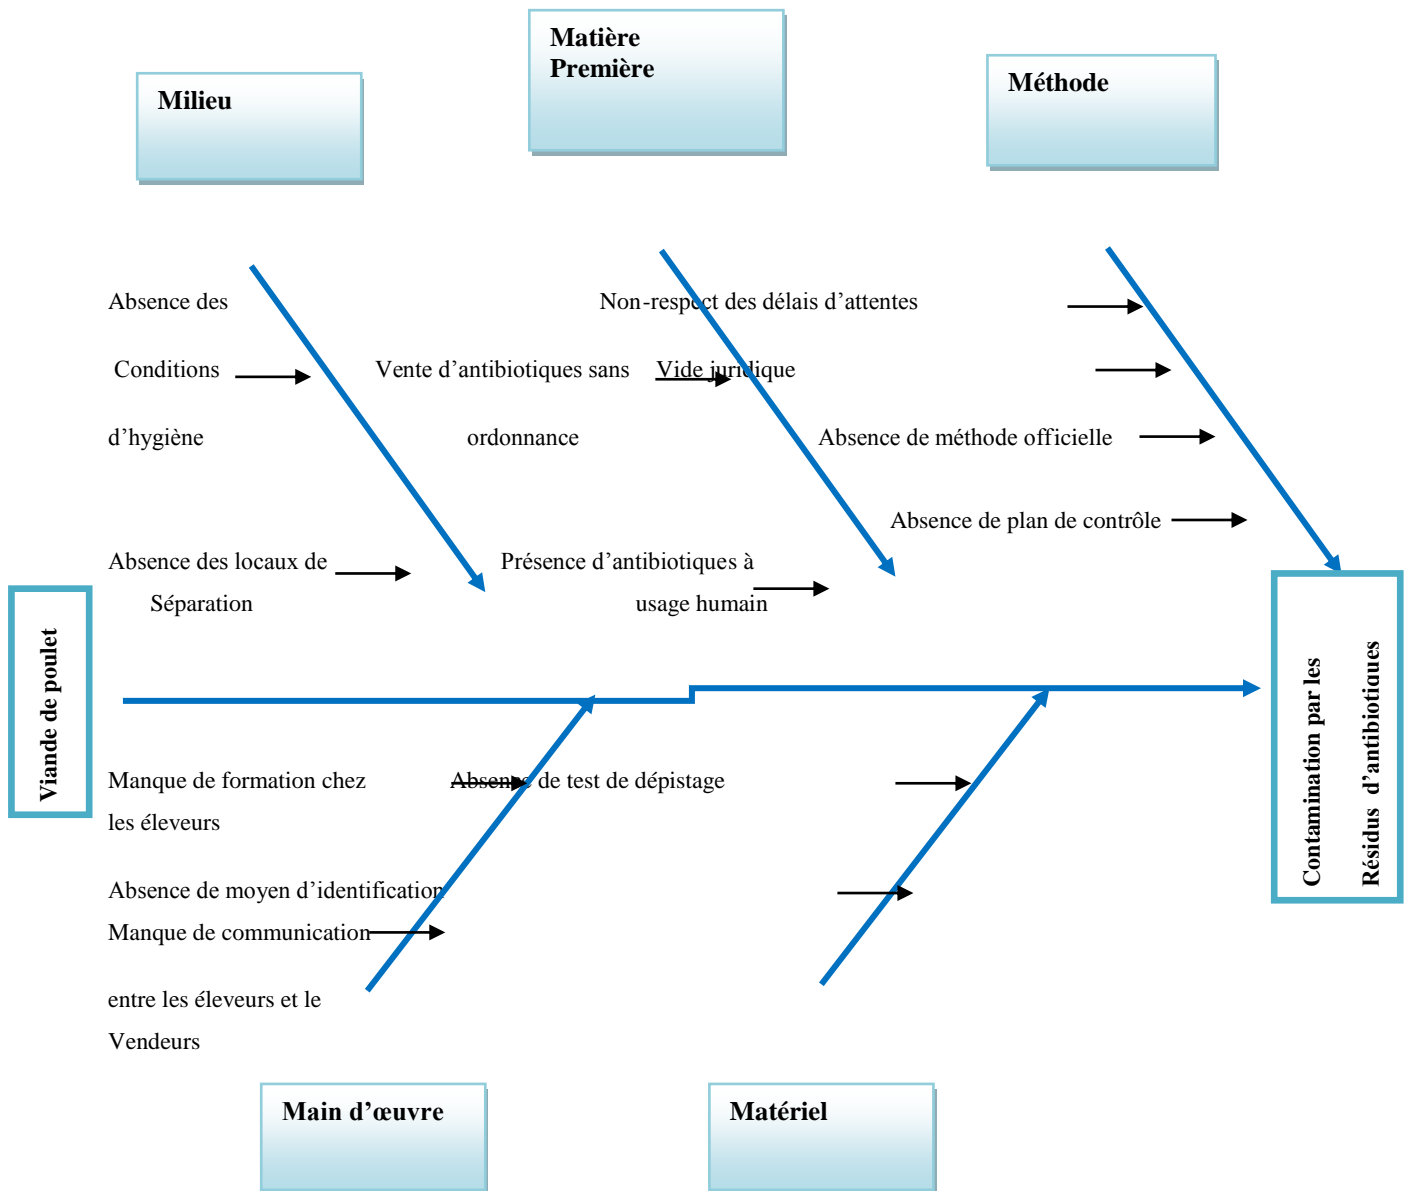 Matière
Première
Méthode
Milieu
Absence des
Non-respect des délais d’attentes
Conditions
Vente d’antibiotiques sans
Vide juridique
d’hygiène
ordonnance
Absence de méthode officielle
Absence de plan de contrôle
Absence des locaux de
Présence d’antibiotiques à
Séparation
usage humain
Viande de poulet
Contamination par les
Résidus d’antibiotiques
Manque de formation chez
Absence de test de dépistage
les éleveurs
Absence de moyen d’identification
Manque de communication
entre les éleveurs et le
Vendeurs
Main d’œuvre
Matériel